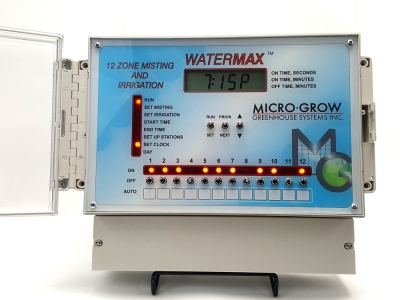 WATERMAX™
12 ZONE MISTING
AND
IRRIGATION
7:15P
ON TIME, SECONDS
ON TIME, MINUTES
OFF TIME, MINUTES
RUN
SET MISTING
SET IRRIGATION
START TIME
END TIME
SET UP STATIONS
SET CLOCK
DAY
RUN PRIOR ▲
SET NEXT ▼
MICRO-GROW
GREENHOUSE SYSTEMS INC.
MG
1 2 3 4 5 6 7 8 9 10 11 12
ON
OFF
AUTO